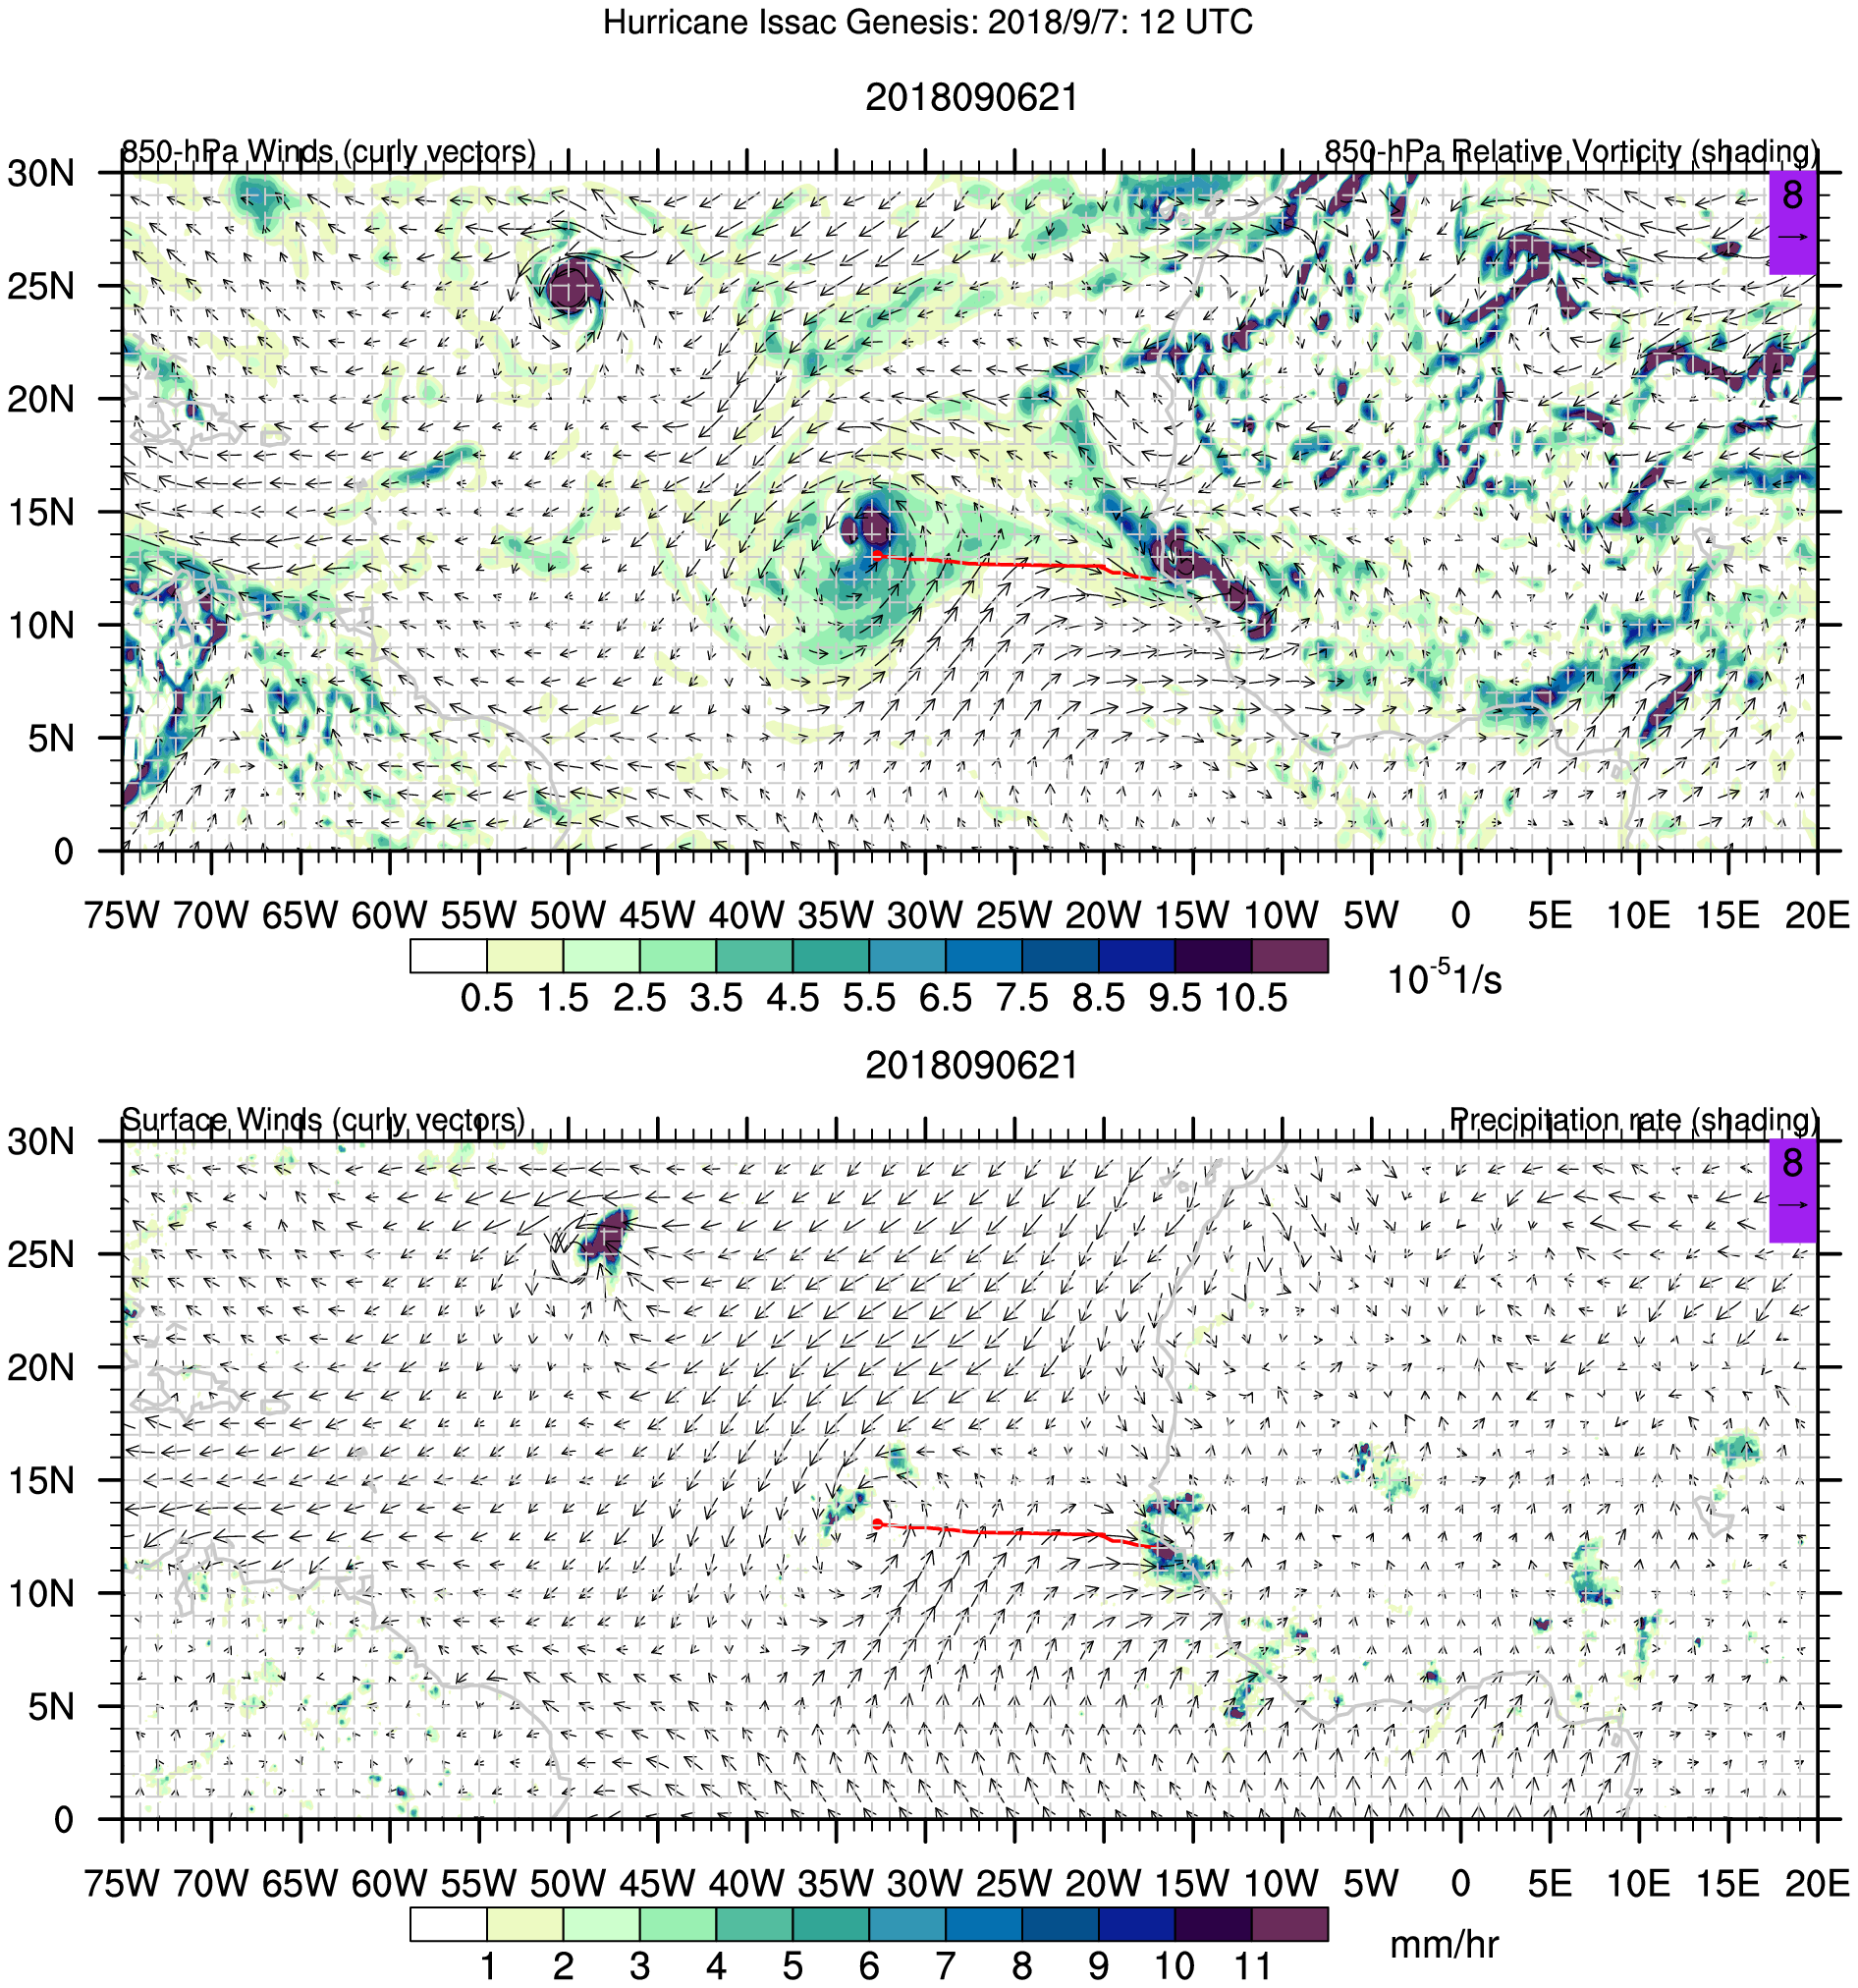 Hurricane Issac Genesis: 2018/9/7: 12 UTC
2018090621
850-hPa Winds (curly vectors) 850-hPa Relative Vorticity (shading)
8
30N
25N
20N
15N
10N
5N
0
75W 70W 65W 60W 55W 50W 45W 40W 35W 30W 25W 20W 15W 10W 5W 0 5E 10E 15E 20E
0.5 1.5 2.5 3.5 4.5 5.5 6.5 7.5 8.5 9.5 10.5
10⁻⁵1/s
2018090621
Surface Winds (curly vectors) Precipitation rate (shading)
8
30N
25N
20N
15N
10N
5N
0
75W 70W 65W 60W 55W 50W 45W 40W 35W 30W 25W 20W 15W 10W 5W 0 5E 10E 15E 20E
1 2 3 4 5 6 7 8 9 10 11
mm/hr